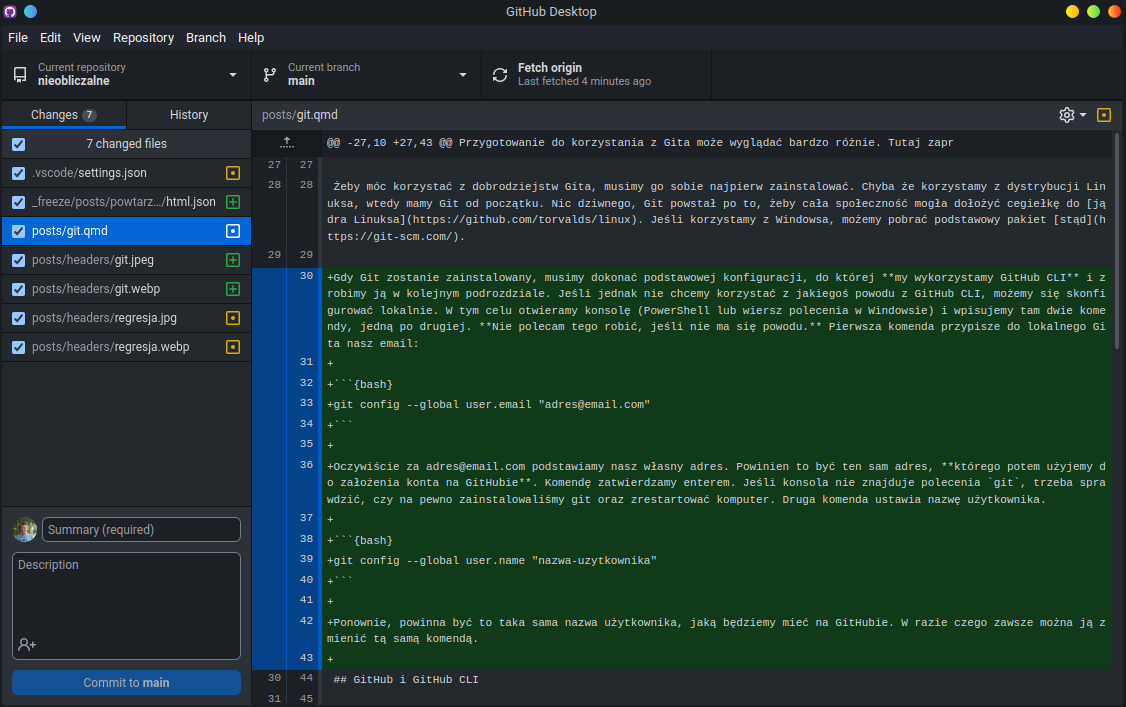 GitHub Desktop
File Edit View Repository Branch Help
Current repository
nieobliczalne
Current branch
main
Fetch origin
Last fetched 4 minutes ago
Changes 7
History
7 changed files
.vscode/settings.json
_freeze/posts/powtarz.../html.json
posts/git.qmd
posts/headers/git.jpeg
posts/headers/git.webp
posts/headers/regresja.jpg
posts/headers/regresja.webp
Summary (required)
Description
Commit to main
posts/git.qmd
@@ -27,10 +27,43 @@ Przygotowanie do korzystania z Gita może wyglądać bardzo różnie. Tutaj zapr
27 27
28 28 Żeby móc korzystać z dobrodziejstw Gita, musimy go sobie najpierw zainstalować. Chyba że korzystamy z dystrybucji Lin
uksa, wtedy mamy Git od początku. Nic dziwnego, Git powstał po to, żeby cała społeczność mogła dołożyć cegiełkę do [ją
dra Linuksa](https://github.com/torvalds/linux). Jeśli korzystamy z Windowsa, możemy pobrać podstawowy pakiet [stąd](h
ttps://git-scm.com/).
29 29
30 +Gdy Git zostanie zainstalowany, musimy dokonać podstawowej konfiguracji, do której **my wykorzystamy GitHub CLI** i z
robimy ją w kolejnym podrozdziale. Jeśli jednak nie chcemy korzystać z jakiegoś powodu z GitHub CLI, możemy się skonfi
gurować lokalnie. W tym celu otwieramy konsolę (PowerShell lub wiersz polecenia w Windowsie) i wpisujemy tam dwie kome
ndy, jedną po drugiej. **Nie polecam tego robić, jeśli nie ma się powodu.** Pierwsza komenda przypisze do lokalnego Gi
ta nasz email:
31 +
32 +```{bash}
33 +git config --global user.email "adres@email.com"
34 +```
35 +
36 +Oczywiście za adres@email.com podstawiamy nasz własny adres. Powinien to być ten sam adres, **którego potem użyjemy d
o założenia konta na GitHubie**. Komendę zatwierdzamy enterem. Jeśli konsola nie znajduje polecenia `git`, trzeba spra
wdzić, czy na pewno zainstalowaliśmy git oraz zrestartować komputer. Druga komenda ustawia nazwę użytkownika.
37 +
38 +```{bash}
39 +git config --global user.name "nazwa-uzytkownika"
40 +```
41 +
42 +Ponownie, powinna być to taka sama nazwa użytkownika, jaką będziemy mieć na GitHubie. W razie czego zawsze można ją z
mienić tą samą komendą.
43 +
30 44 ## GitHub i GitHub CLI
31 45